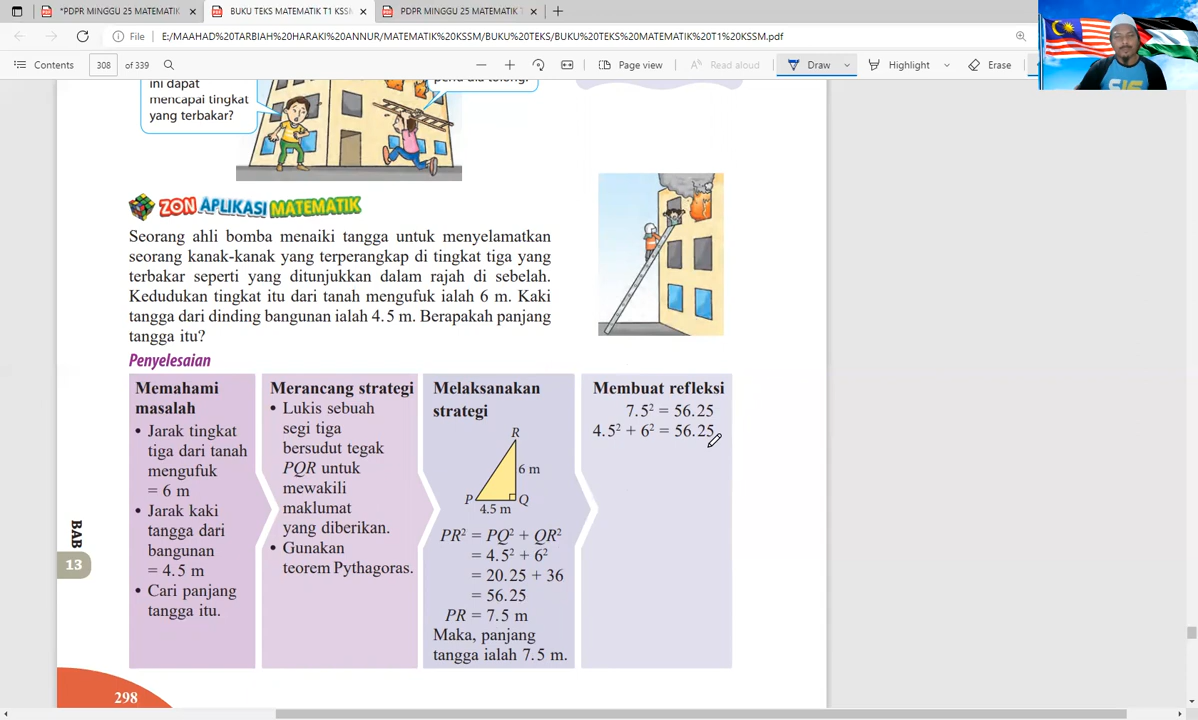 *PDPR MINGGU 25 MATEMATIK
BUKU TEKS MATEMATIK T1 KSSM
PDPR MINGGU 25 MATEMATIK
File
E:/MAAHAD%20TARBIAH%20HARAKI%20ANNUR/MATEMATIK%20KSSM/BUKU%20TEKS/BUKU%20TEKS%20MATEMATIK%20T1%20KSSM.pdf
Contents 308 of 339 Page view Read aloud Draw Highlight Erase
ini dapat
mencapai tingkat
yang terbakar?
ZON APLIKASI MATEMATIK
Seorang ahli bomba menaiki tangga untuk menyelamatkan
seorang kanak-kanak yang terperangkap di tingkat tiga yang
terbakar seperti yang ditunjukkan dalam rajah di sebelah.
Kedudukan tingkat itu dari tanah mengufuk ialah 6 m. Kaki
tangga dari dinding bangunan ialah 4.5 m. Berapakah panjang
tangga itu?
Penyelesaian
Memahami
masalah
• Jarak tingkat
tiga dari tanah
mengufuk
= 6 m
• Jarak kaki
tangga dari
bangunan
= 4.5 m
• Cari panjang
tangga itu.
Merancang strategi
• Lukis sebuah
segi tiga
bersudut tegak
PQR untuk
mewakili
maklumat
yang diberikan.
• Gunakan
teorem Pythagoras.
Melaksanakan
strategi
R
6 m
P Q
4.5 m
PR² = PQ² + QR²
= 4.5² + 6²
= 20.25 + 36
= 56.25
PR = 7.5 m
Maka, panjang
tangga ialah 7.5 m.
Membuat refleksi
7.5² = 56.25
4.5² + 6² = 56.25
BAB
13
298